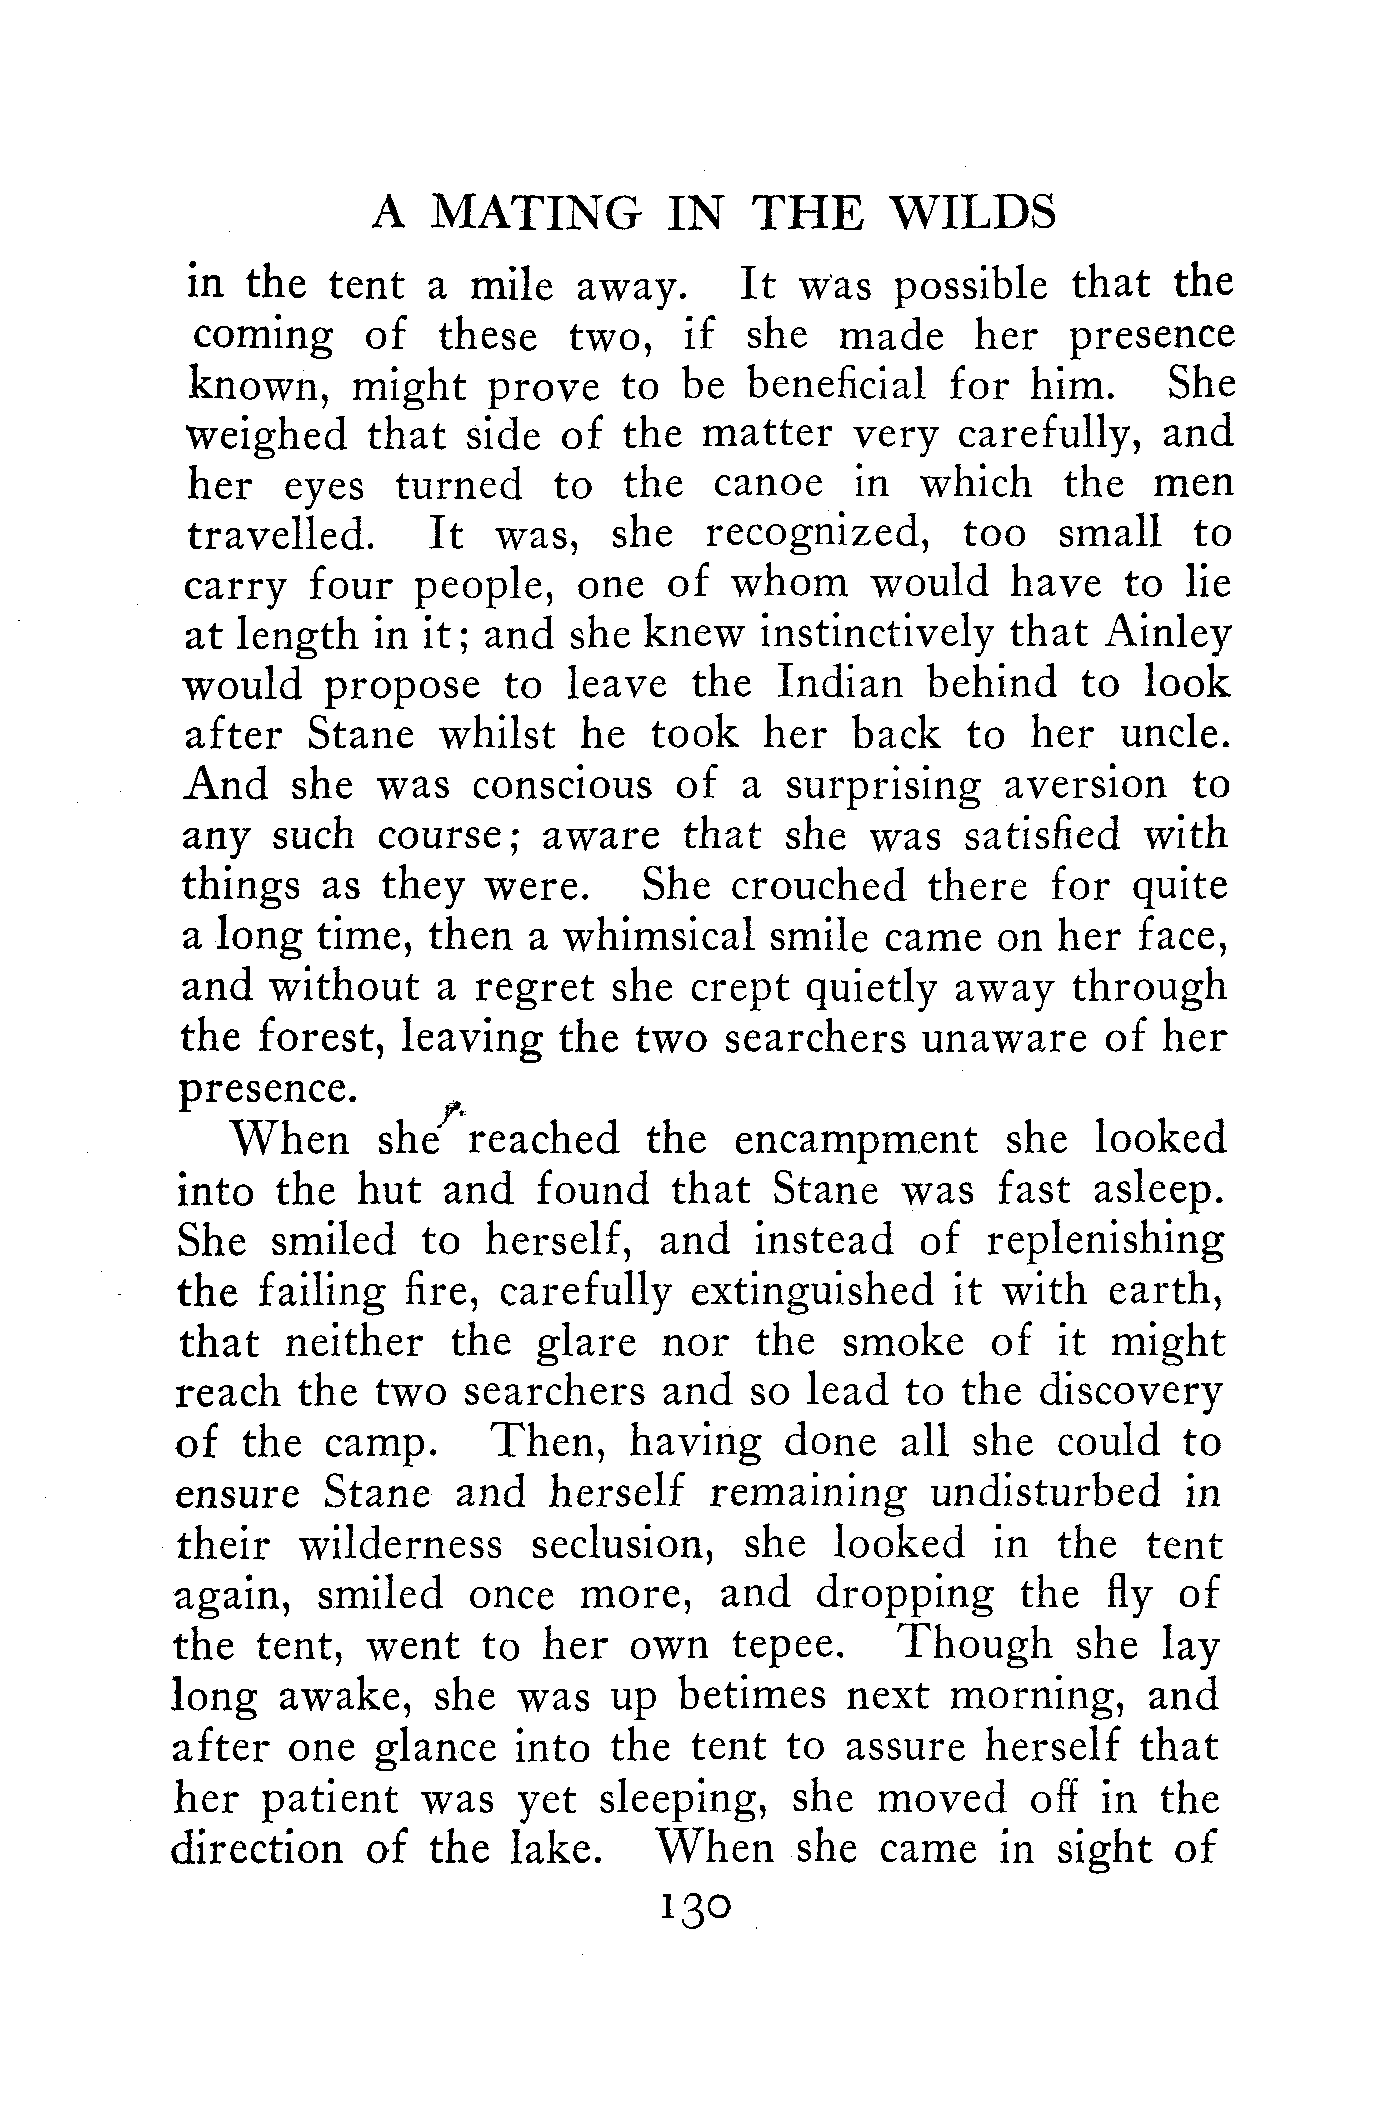 A MATING IN THE WILDS
in the tent a mile away. It was possible that the
coming of these two, if she made her presence
known, might prove to be beneficial for him. She
weighed that side of the matter very carefully, and
her eyes turned to the canoe in which the men
travelled. It was, she recognized, too small to
carry four people, one of whom would have to lie
at length in it; and she knew instinctively that Ainley
would propose to leave the Indian behind to look
after Stane whilst he took her back to her uncle.
And she was conscious of a surprising aversion to
any such course; aware that she was satisfied with
things as they were. She crouched there for quite
a long time, then a whimsical smile came on her face,
and without a regret she crept quietly away through
the forest, leaving the two searchers unaware of her
presence.
When she reached the encampment she looked
into the hut and found that Stane was fast asleep.
She smiled to herself, and instead of replenishing
the failing fire, carefully extinguished it with earth,
that neither the glare nor the smoke of it might
reach the two searchers and so lead to the discovery
of the camp. Then, having done all she could to
ensure Stane and herself remaining undisturbed in
their wilderness seclusion, she looked in the tent
again, smiled once more, and dropping the fly of
the tent, went to her own tepee. Though she lay
long awake, she was up betimes next morning, and
after one glance into the tent to assure herself that
her patient was yet sleeping, she moved off in the
direction of the lake. When she came in sight of
130